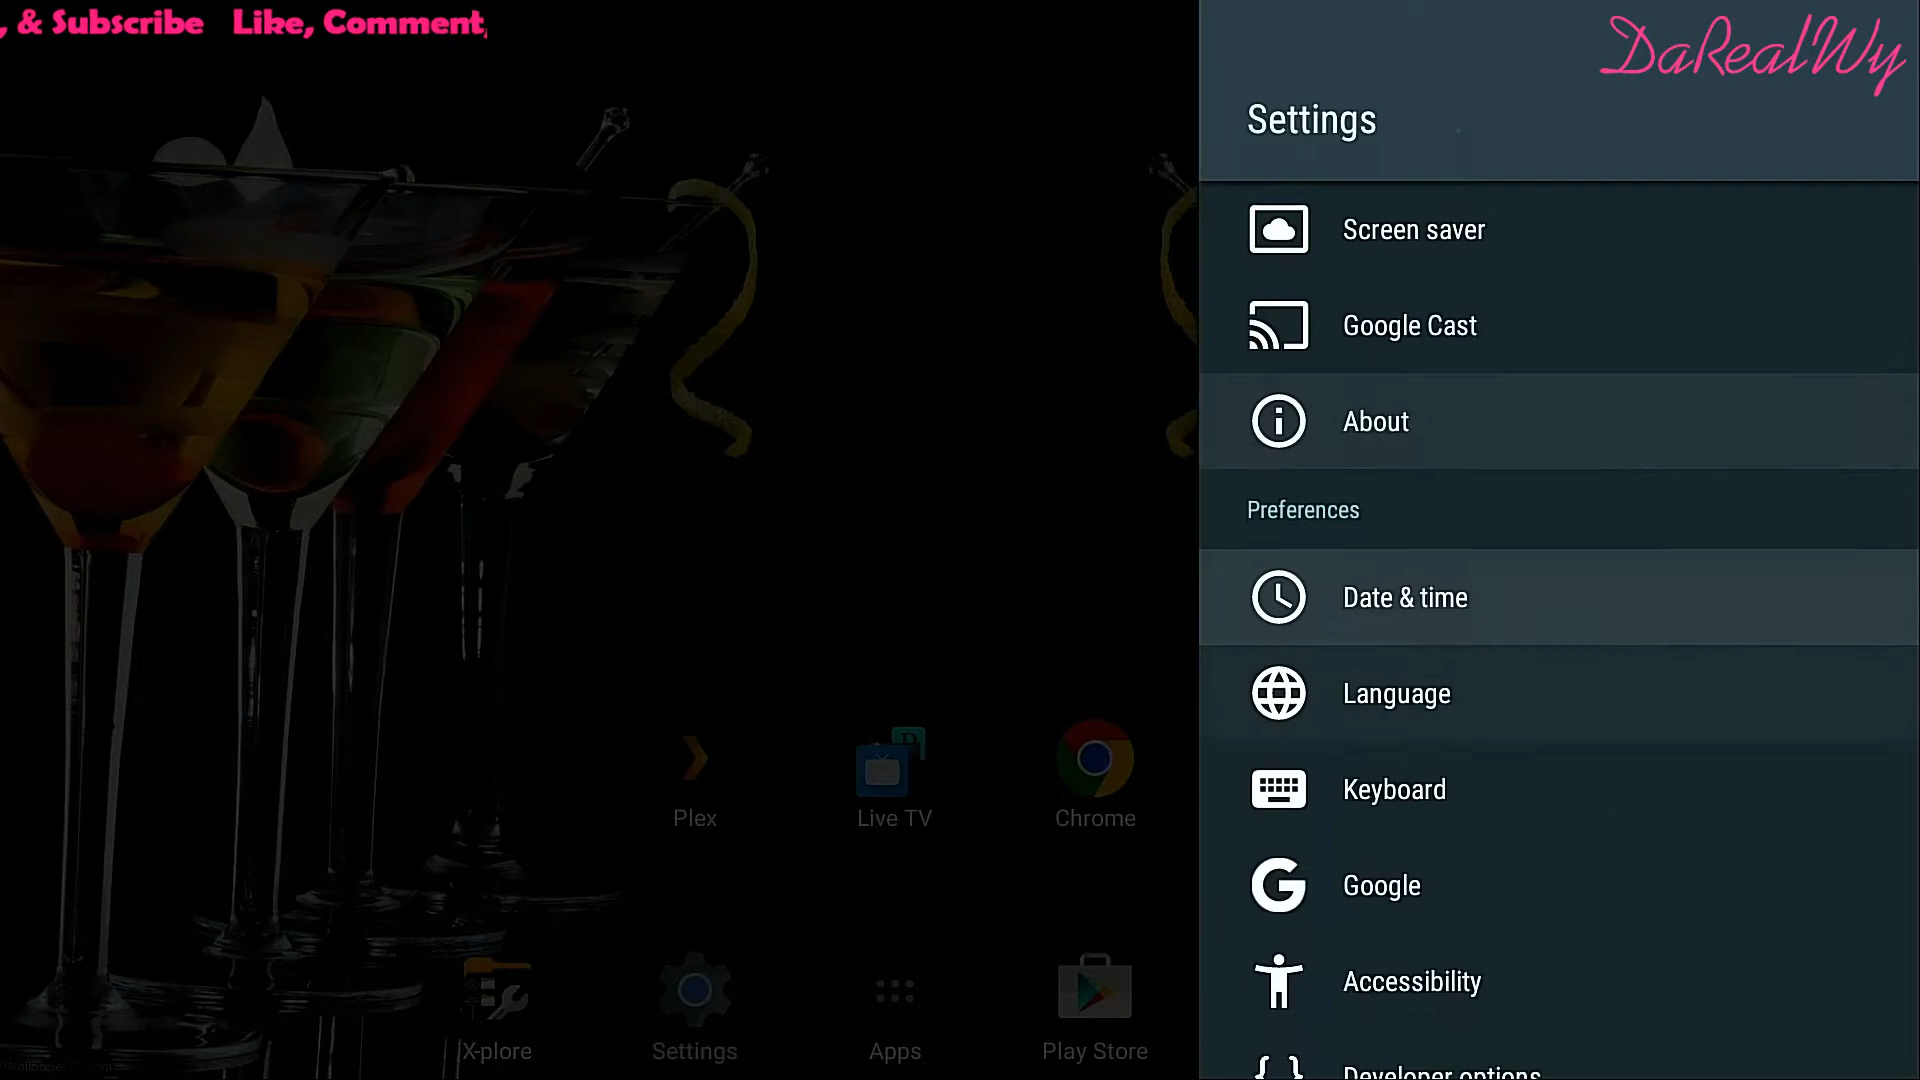 , & Subscribe Like, Comment,
DaRealWy
Settings
Screen saver
Google Cast
About
Preferences
Date & time
Language
Keyboard
Google
Accessibility
Developer options
Plex
Live TV
Chrome
X-plore
Settings
Apps
Play Store